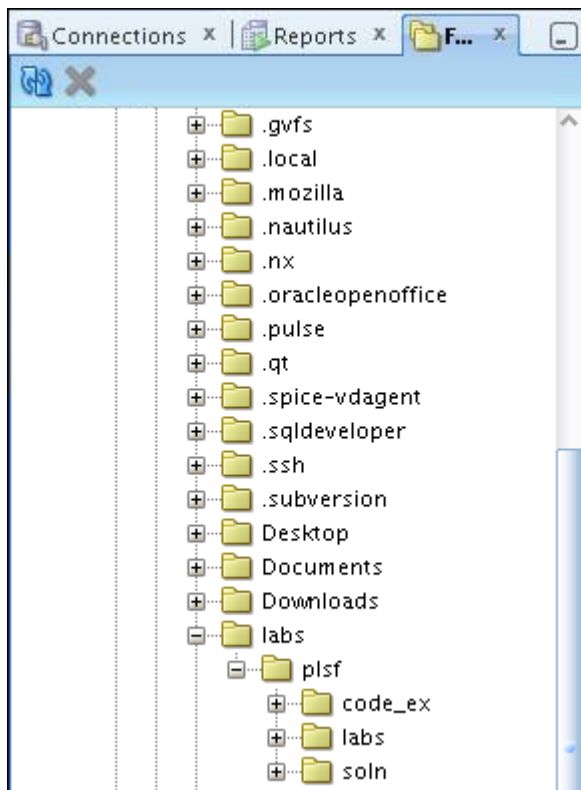 Connections x Reports x F... x
.gvfs
.local
.mozilla
.nautilus
.nx
.oracleopenoffice
.pulse
.qt
.spice-vdagent
.sqldeveloper
.ssh
.subversion
Desktop
Documents
Downloads
labs
plsf
code_ex
labs
soln